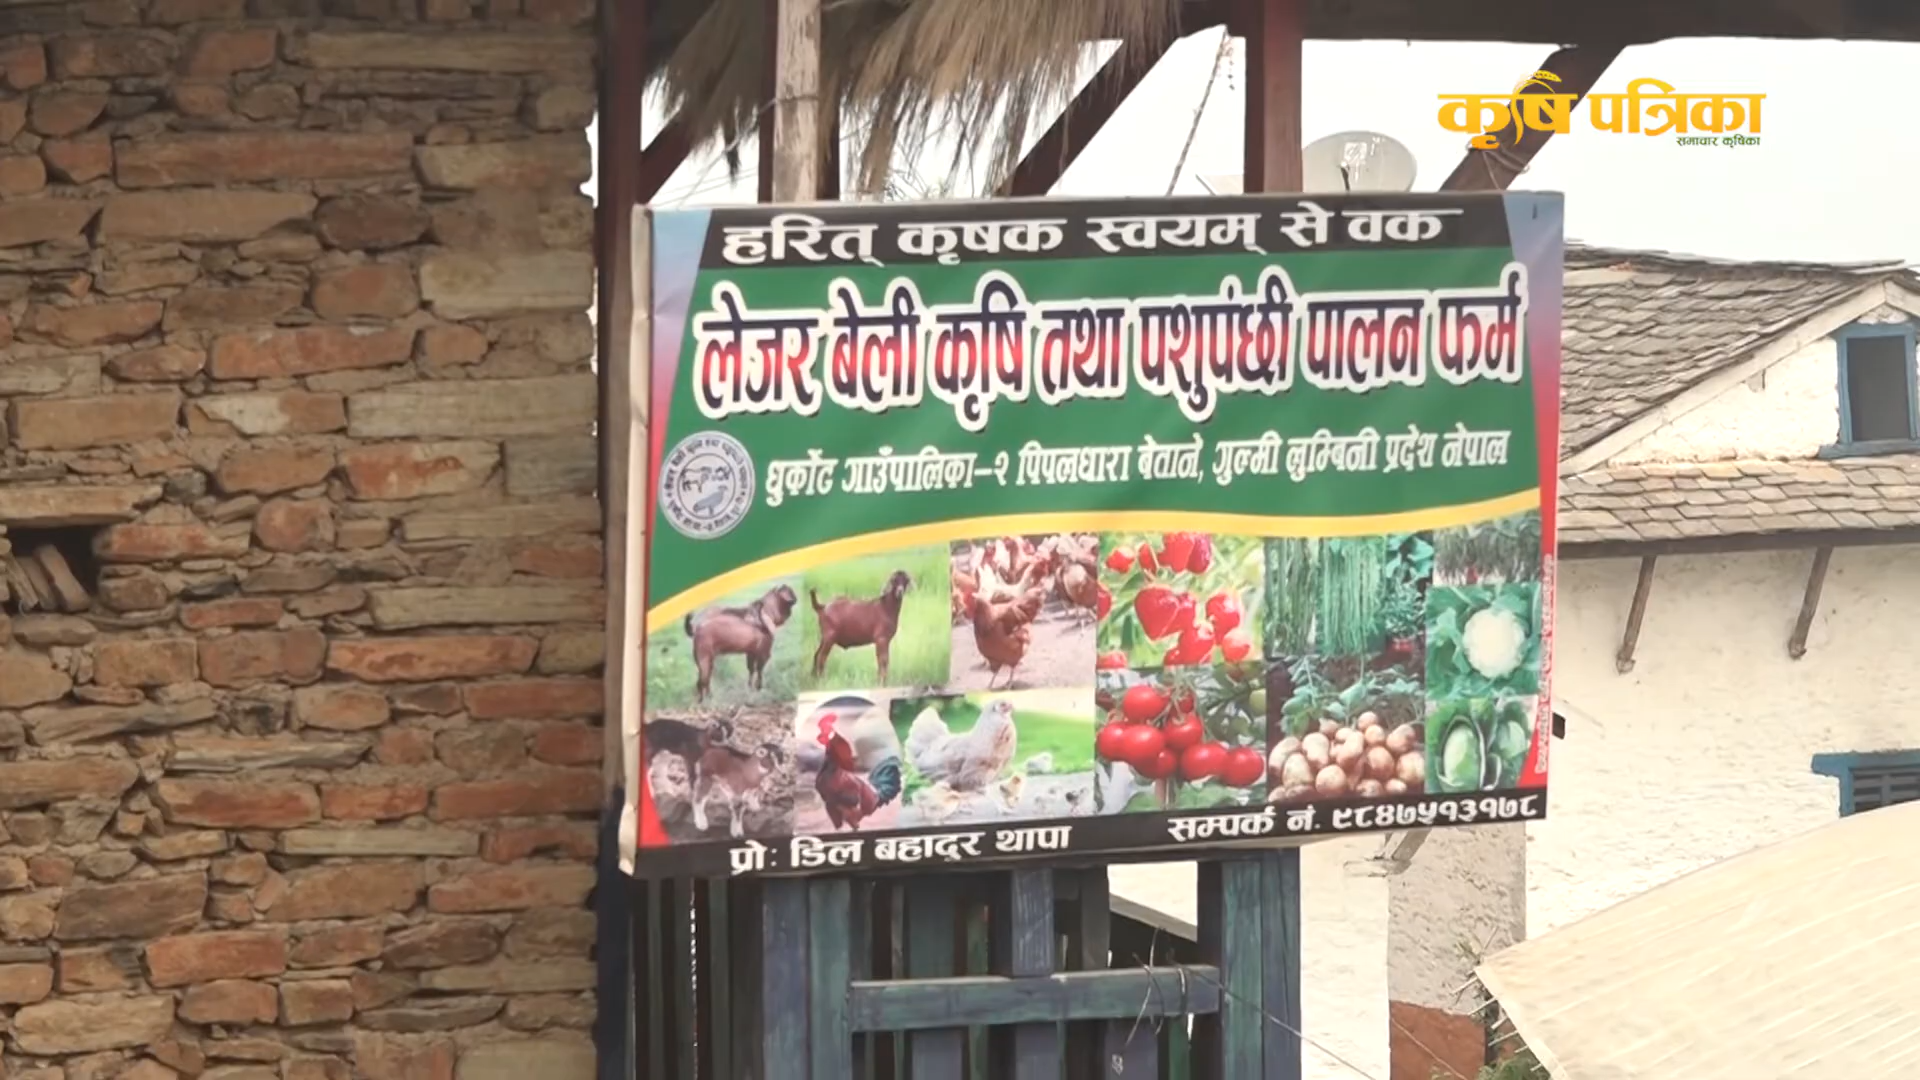 कृषि पत्रिका
समाचार कृषिका
हरित् कृषक स्वयम् से वक
लेजर बेली कृषि तथा पशुपंछी पालन फर्म
धुर्कोट गाउँपालिका-२ पिपलधारा बेताने, गुल्मी लुम्बिनी प्रदेश नेपाल
प्रो: डिल बहादुर थापा
सम्पर्क नं. ९८४७५१३१७८